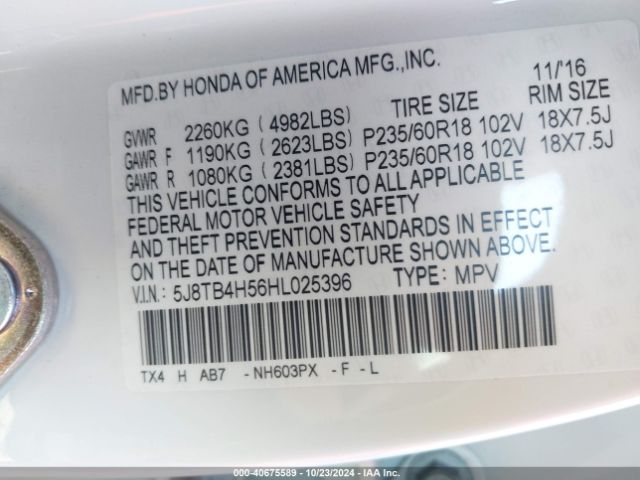 MFD.BY HONDA OF AMERICA MFG.,INC. 11/'16
TIRE SIZE RIM SIZE
GVWR 2260KG ( 4982LBS)
GAWR F 1190KG ( 2623LBS) P235/60R18 102V 18X7.5J
GAWR R 1080KG ( 2381LBS) P235/60R18 102V 18X7.5J
THIS VEHICLE CONFORMS TO ALL APPLICABLE
FEDERAL MOTOR VEHICLE SAFETY
AND THEFT PREVENTION STANDARDS IN EFFECT
ON THE DATE OF MANUFACTURE SHOWN ABOVE.
V.I.N.: 5J8TB4H56HL025396 TYPE: MPV
TX4 H AB7 -NH603PX -F -L
000-40675589 - 10/23/2024 - IAA Inc.